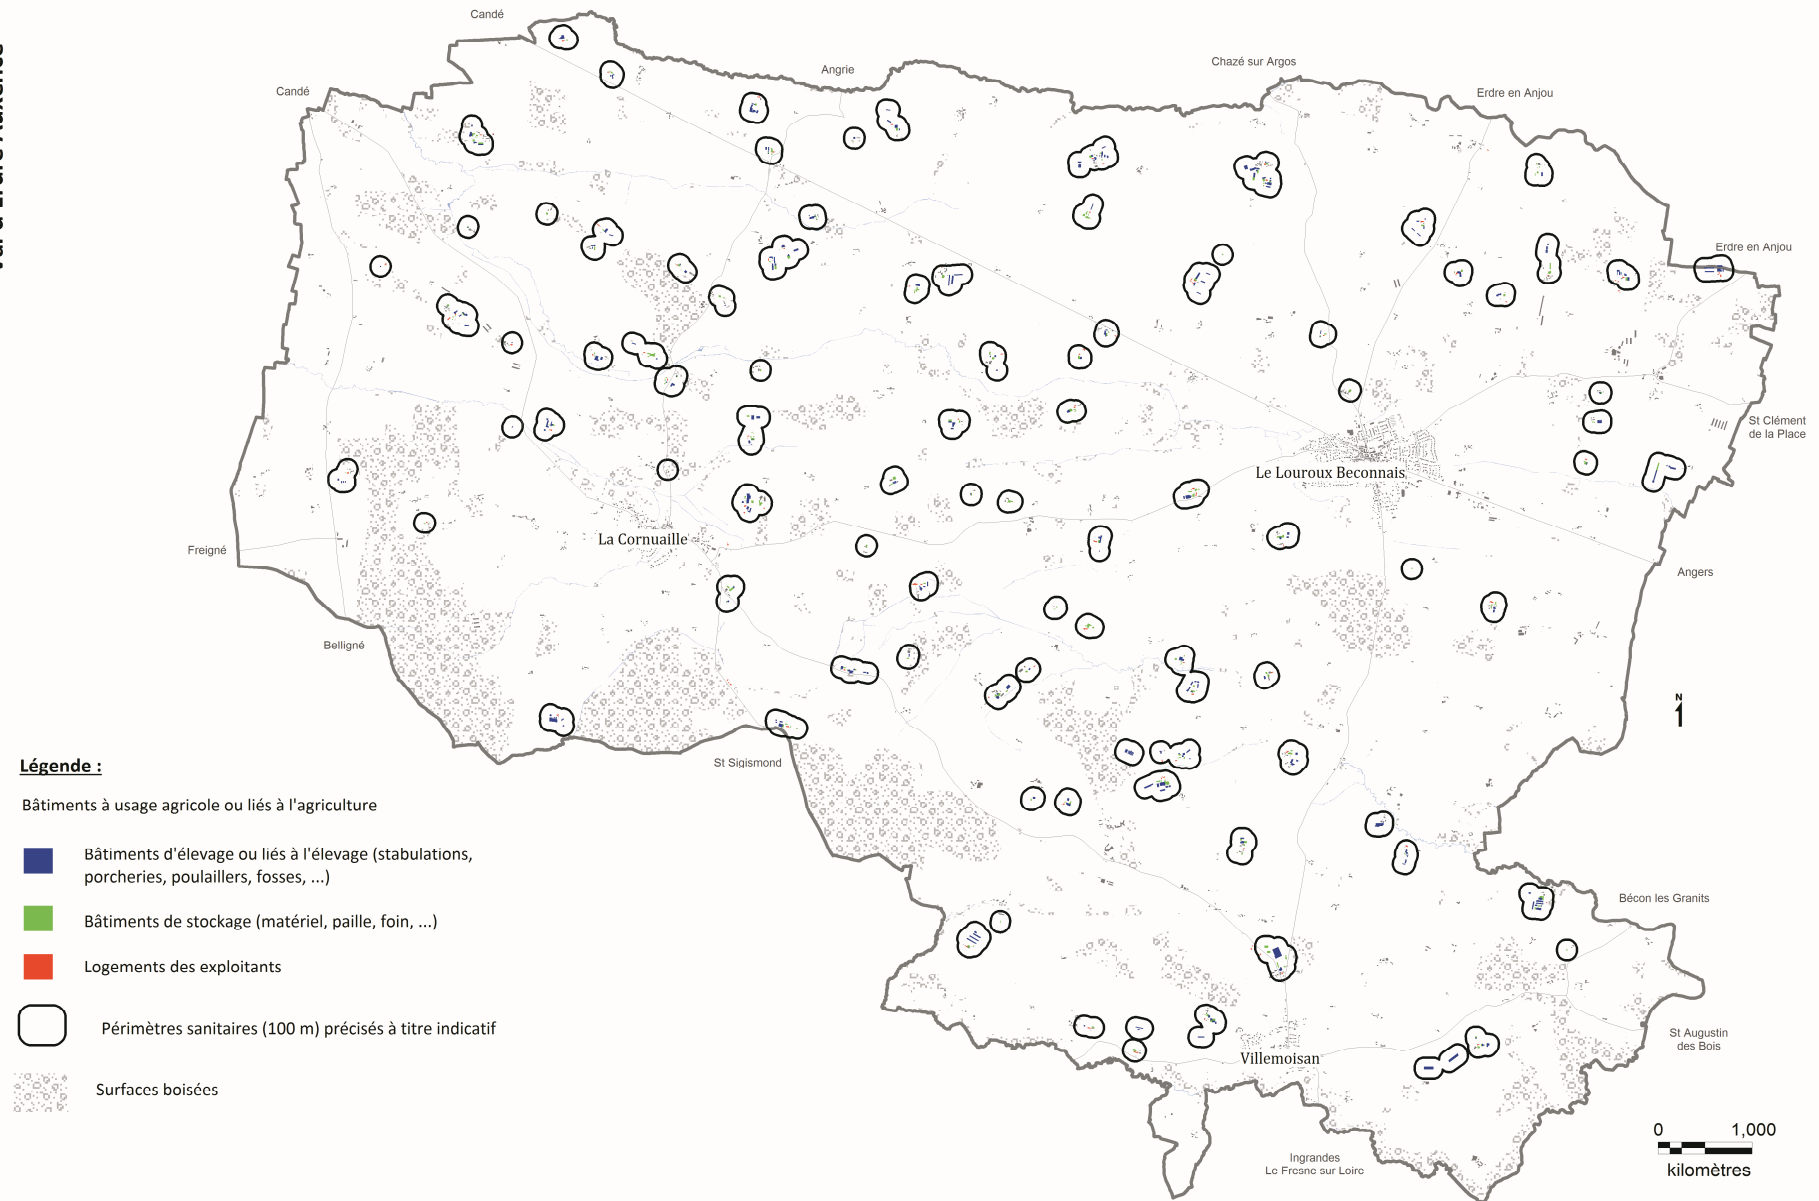 Candé
Candé
Angrie
Chazé sur Argos
Erdre en Anjou
Erdre en Anjou
St Clément
de la Place
Le Louroux Beconnais
La Cornuaille
Freigné
Angers
Belligné
N
St Sigismond
Légende :
Bâtiments à usage agricole ou liés à l'agriculture
Bâtiments d'élevage ou liés à l'élevage (stabulations,
porcheries, poulaillers, fosses, ...)
Bâtiments de stockage (matériel, paille, foin, ...)
Logements des exploitants
Périmètres sanitaires (100 m) précisés à titre indicatif
Surfaces boisées
Bécon les Granits
St Augustin
des Bois
Villemoisan
0 1,000
kilomètres
Ingrandes
Le Fresne sur Loire